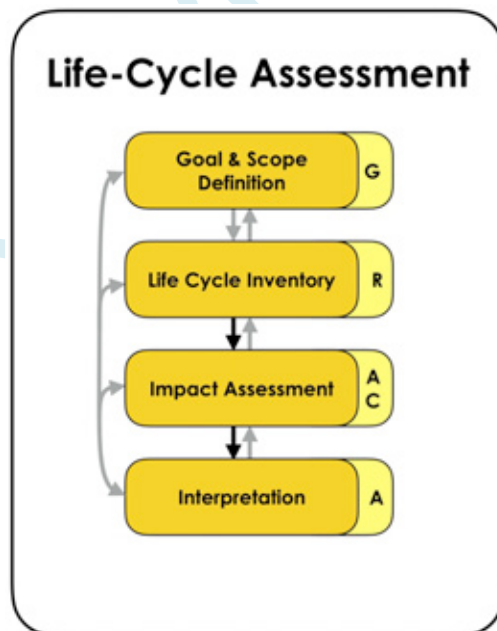 Life-Cycle Assessment
Goal & Scope
Definition
G
Life Cycle Inventory
R
Impact Assessment
A
C
Interpretation
A